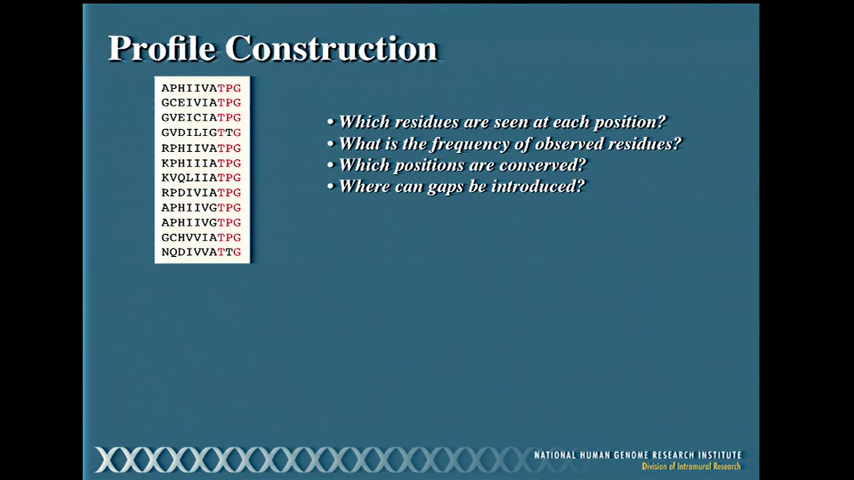 Profile Construction
APHIIVATPG
GCEIVIATPG
GVEICIATPG
GVDILIGTTG
RPHIIVATPG
KPHIIIATPG
KVQLIIATPG
RPDIVIATPG
APHIIVGTPG
APHIIVGTPG
GCHVVIATPG
NQDIVVATTG
• Which residues are seen at each position?
• What is the frequency of observed residues?
• Which positions are conserved?
• Where can gaps be introduced?
NATIONAL HUMAN GENOME RESEARCH INSTITUTE
Division of Intramural Research